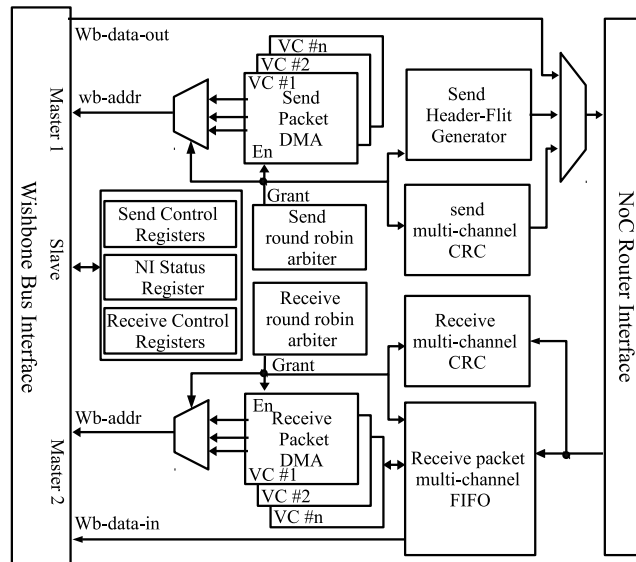 Wb-data-out
VC #n
VC #2
VC #1
Send
Packet
DMA
En
wb-addr
Master 1
Send
Header-Flit
Generator
Grant
Send
round robin
arbiter
send
multi-channel
CRC
Wishbone Bus Interface
Slave
Send Control
Registers
NI Status
Register
Receive Control
Registers
NoC Router Interface
Receive
round robin
arbiter
Grant
Receive
multi-channel
CRC
Wb-addr
Master 2
En
Receive
Packet
DMA
VC #1
VC #2
VC #n
Receive packet
multi-channel
FIFO
Wb-data-in